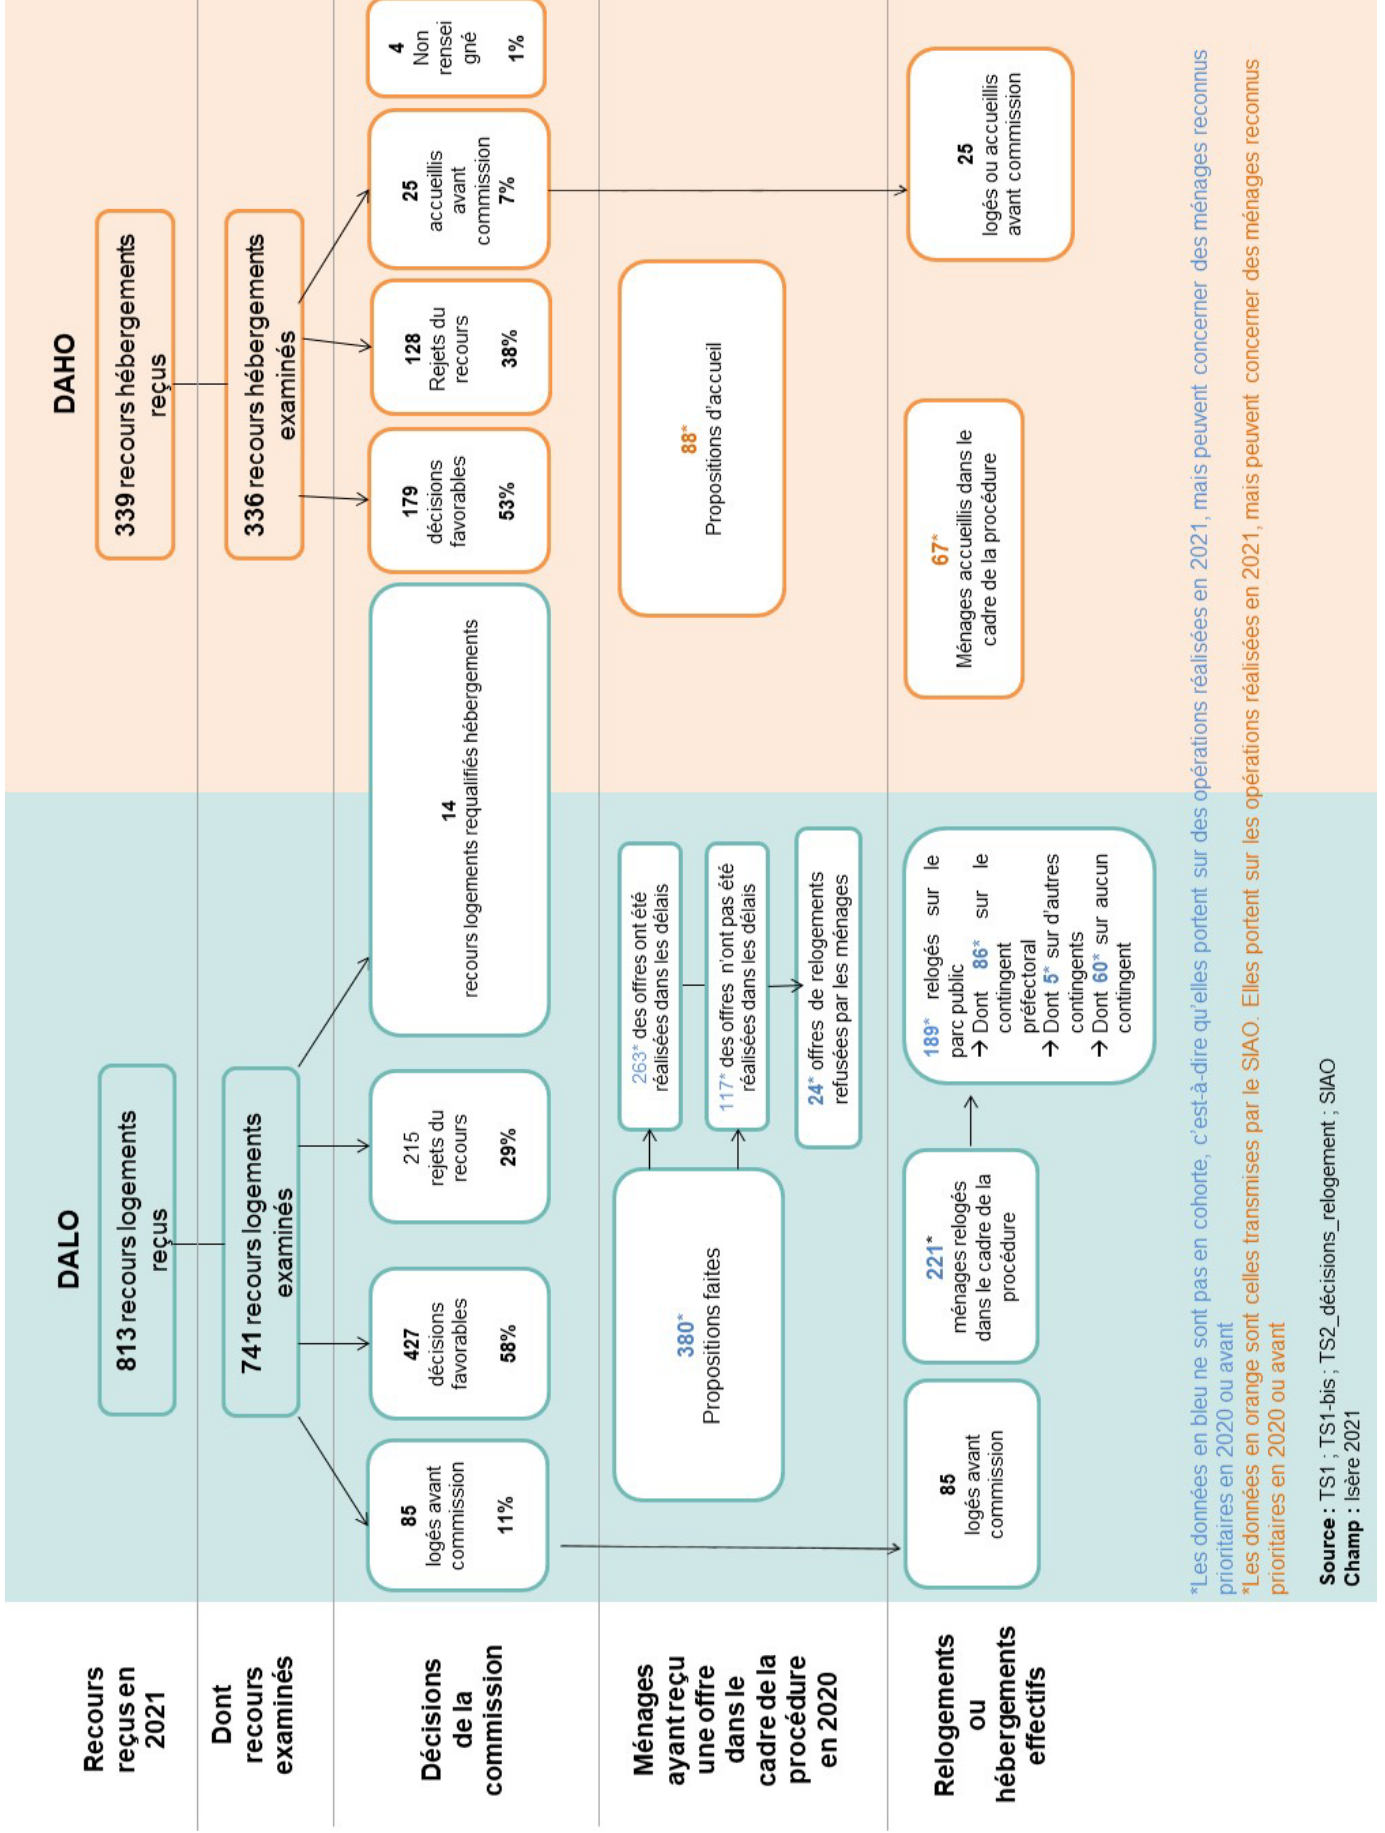 DALO
DAHO
Recours
reçus en
2021
813 recours logements
reçus
339 recours hébergements
reçus
Dont
recours
examinés
741 recours logements
examinés
336 recours hébergements
examinés
Décisions
de la
commission
85
logés avant
commission
11%
427
décisions
favorables
58%
215
rejets du
recours
29%
14
recours logements requalifiés hébergements
179
décisions
favorables
53%
128
Rejets du
recours
38%
25
accueillis
avant
commission
7%
4
Non
rensei
gné
1%
Ménages
ayant reçu
une offre
dans le
cadre de la
procédure
en 2020
380*
Propositions faites
263* des offres ont été
réalisées dans les délais
117* des offres n'ont pas été
réalisées dans les délais
24* offres de relogements
refusées par les ménages
88*
Propositions d'accueil
Relogements
ou
hébergements
effectifs
85
logés avant
commission
221*
ménages relogés
dans le cadre de la
procédure
189* relogés sur le
parc public
→ Dont 86* sur le
contingent
préfectoral
→ Dont 5* sur d'autres
contingents
→ Dont 60* sur aucun
contingent
67*
Ménages accueillis dans le
cadre de la procédure
25
logés ou accueillis
avant commission
*Les données en bleu ne sont pas en cohorte, c'est-à-dire qu'elles portent sur des opérations réalisées en 2021, mais peuvent concerner des ménages reconnus
prioritaires en 2020 ou avant
*Les données en orange sont celles transmises par le SIAO. Elles portent sur les opérations réalisées en 2021, mais peuvent concerner des ménages reconnus
prioritaires en 2020 ou avant
Source : TS1 ; TS1-bis ; TS2_décisions_relogement ; SIAO
Champ : Isère 2021